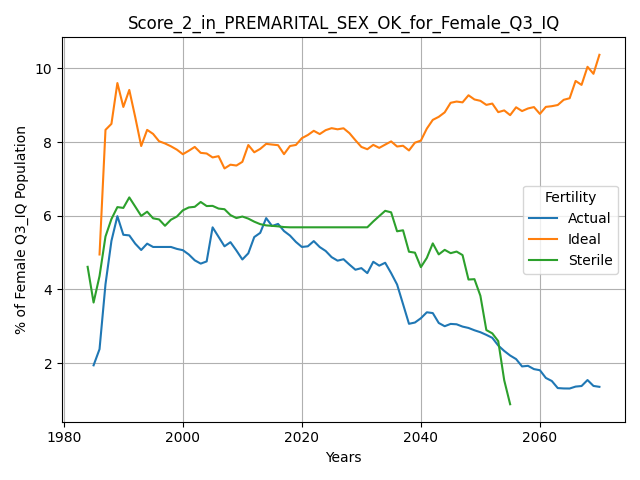 Score_2_in_PREMARITAL_SEX_OK_for_Female_Q3_IQ
% of Female Q3_IQ Population
10
8
6
4
2
Fertility
Actual
Ideal
Sterile
1980
2000
2020
2040
2060
Years